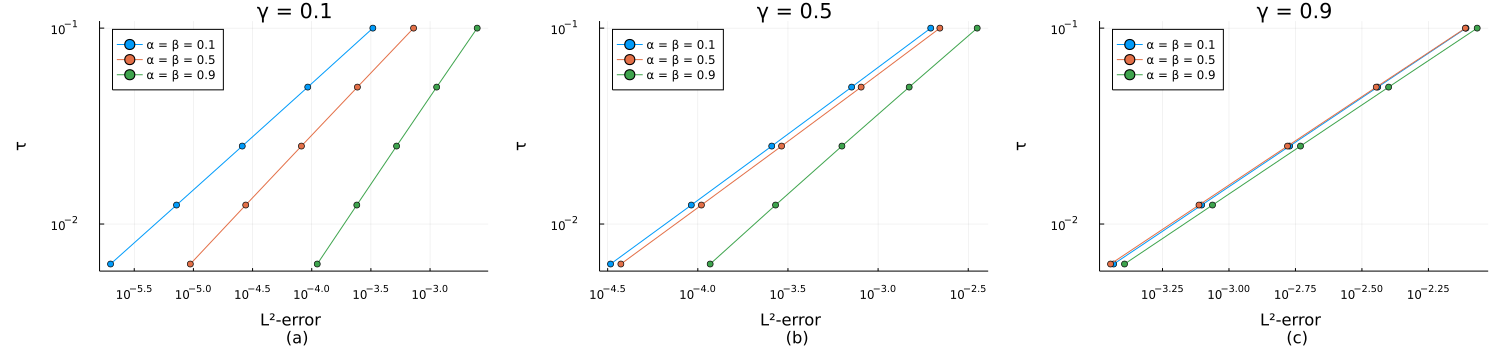 γ = 0.1
α = β = 0.1
α = β = 0.5
α = β = 0.9
10⁻¹
10⁻²
τ
10⁻⁵·⁵
10⁻⁵·⁰
10⁻⁴·⁵
10⁻⁴·⁰
10⁻³·⁵
10⁻³·⁰
L²-error
(a)
γ = 0.5
α = β = 0.1
α = β = 0.5
α = β = 0.9
10⁻¹
10⁻²
τ
10⁻⁴·⁵
10⁻⁴·⁰
10⁻³·⁵
10⁻³·⁰
10⁻²·⁵
L²-error
(b)
γ = 0.9
α = β = 0.1
α = β = 0.5
α = β = 0.9
10⁻¹
10⁻²
τ
10⁻³·²⁵
10⁻³·⁰⁰
10⁻²·⁷⁵
10⁻²·⁵⁰
10⁻²·²⁵
L²-error
(c)